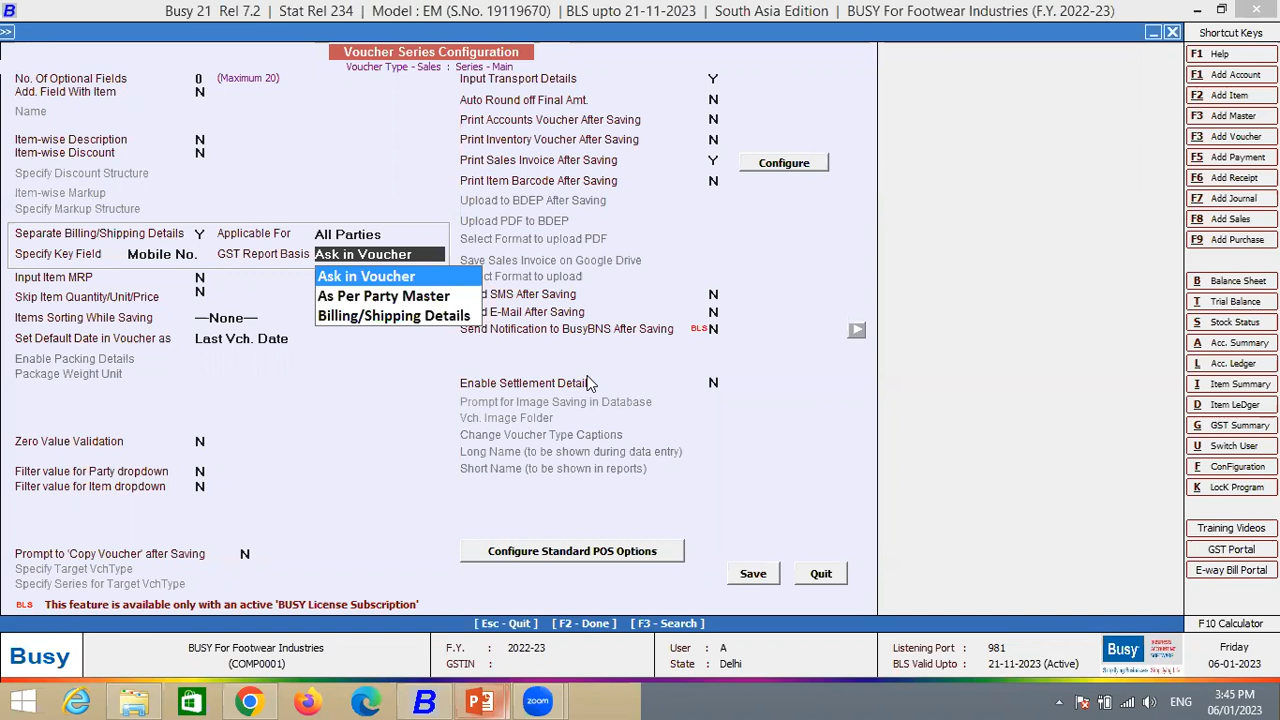 Busy 21 Rel 7.2 | Stat Rel 234 | Model : EM (S.No. 19119670) | BLS upto 21-11-2023 | South Asia Edition | BUSY For Footwear Industries (F.Y. 2022-23)
>>
Voucher Series Configuration
Voucher Type - Sales : Series - Main
No. Of Optional Fields 0 (Maximum 20)
Add. Field With Item N
Name
Item-wise Description N
Item-wise Discount N
Specify Discount Structure
Item-wise Markup
Specify Markup Structure
Separate Billing/Shipping Details Y Applicable For All Parties
Specify Key Field Mobile No. GST Report Basis Ask in Voucher
Ask in Voucher
As Per Party Master
Billing/Shipping Details
Input Item MRP N
Skip Item Quantity/Unit/Price N
Items Sorting While Saving —None—
Set Default Date in Voucher as Last Vch. Date
Enable Packing Details
Package Weight Unit
Zero Value Validation N
Filter value for Party dropdown N
Filter value for Item dropdown N
Prompt to 'Copy Voucher' after Saving N
Specify Target VchType
Specify Series for Target VchType
BLS This feature is available only with an active 'BUSY License Subscription'
Input Transport Details Y
Auto Round off Final Amt. N
Print Accounts Voucher After Saving N
Print Inventory Voucher After Saving N
Print Sales Invoice After Saving Y Configure
Print Item Barcode After Saving N
Upload to BDEP After Saving
Upload PDF to BDEP
Select Format to upload PDF
Save Sales Invoice on Google Drive
ct Format to upload
d SMS After Saving N
d E-Mail After Saving N
Send Notification to BusyBNS After Saving BLS N
Enable Settlement Detail N
Prompt for Image Saving in Database
Vch. Image Folder
Change Voucher Type Captions
Long Name (to be shown during data entry)
Short Name (to be shown in reports)
Configure Standard POS Options
Save Quit
Shortcut Keys
F1 Help
F1 Add Account
F2 Add Item
F3 Add Master
F3 Add Voucher
F5 Add Payment
F6 Add Receipt
F7 Add Journal
F8 Add Sales
F9 Add Purchase
B Balance Sheet
T Trial Balance
S Stock Status
A Acc. Summary
L Acc. Ledger
I Item Summary
D Item LeDger
G GST Summary
U Switch User
F ConFiguration
K LocK Program
Training Videos
GST Portal
E-way Bill Portal
F10 Calculator
[ Esc - Quit ] [ F2 - Done ] [ F3 - Search ]
Busy
BUSY For Footwear Industries
(COMP0001)
F.Y. : 2022-23
GSTIN :
User : A
State : Delhi
Listening Port : 981
BLS Valid Upto : 21-11-2023 (Active)
Busy
Friday
06-01-2023
ENG
3:45 PM
06/01/2023
zoom